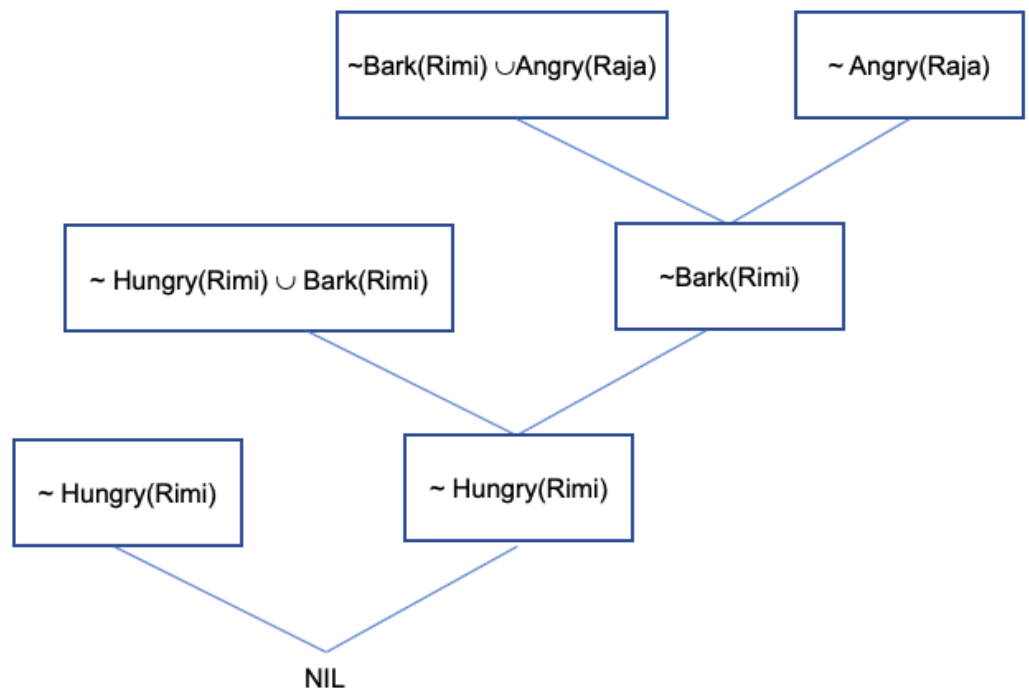 ~Bark(Rimi) ∪Angry(Raja)
~ Angry(Raja)
~ Hungry(Rimi) ∪ Bark(Rimi)
~Bark(Rimi)
~ Hungry(Rimi)
~ Hungry(Rimi)
NIL